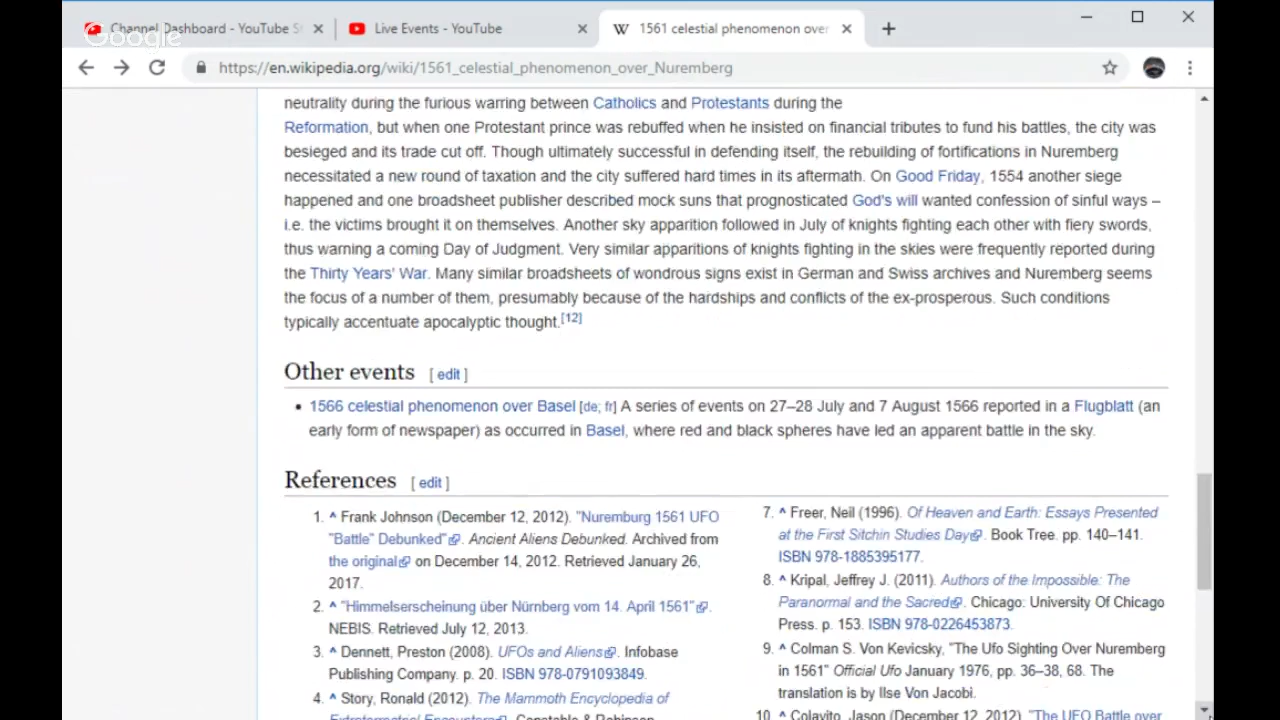 Channel Dashboard - YouTube St
Live Events - YouTube
1561 celestial phenomenon over
Google
https://en.wikipedia.org/wiki/1561_celestial_phenomenon_over_Nuremberg
neutrality during the furious warring between Catholics and Protestants during the
Reformation, but when one Protestant prince was rebuffed when he insisted on financial tributes to fund his battles, the city was
besieged and its trade cut off. Though ultimately successful in defending itself, the rebuilding of fortifications in Nuremberg
necessitated a new round of taxation and the city suffered hard times in its aftermath. On Good Friday, 1554 another siege
happened and one broadsheet publisher described mock suns that prognosticated God's will wanted confession of sinful ways –
i.e. the victims brought it on themselves. Another sky apparition followed in July of knights fighting each other with fiery swords,
thus warning a coming Day of Judgment. Very similar apparitions of knights fighting in the skies were frequently reported during
the Thirty Years' War. Many similar broadsheets of wondrous signs exist in German and Swiss archives and Nuremberg seems
the focus of a number of them, presumably because of the hardships and conflicts of the ex-prosperous. Such conditions
typically accentuate apocalyptic thought.[12]
Other events [ edit ]
• 1566 celestial phenomenon over Basel [de; fr] A series of events on 27–28 July and 7 August 1566 reported in a Flugblatt (an
early form of newspaper) as occurred in Basel, where red and black spheres have led an apparent battle in the sky.
References [ edit ]
1. ^ Frank Johnson (December 12, 2012). "Nuremburg 1561 UFO
"Battle" Debunked". Ancient Aliens Debunked. Archived from
the original on December 14, 2012. Retrieved January 26,
2017.
2. ^ "Himmelserscheinung über Nürnberg vom 14. April 1561".
NEBIS. Retrieved July 12, 2013.
3. ^ Dennett, Preston (2008). UFOs and Aliens. Infobase
Publishing Company. p. 20. ISBN 978-0791093849.
4. ^ Story, Ronald (2012). The Mammoth Encyclopedia of
Extraterrestrial Encounters. Constable & Robinson.
7. ^ Freer, Neil (1996). Of Heaven and Earth: Essays Presented
at the First Sitchin Studies Day. Book Tree. pp. 140–141.
ISBN 978-1885395177.
8. ^ Kripal, Jeffrey J. (2011). Authors of the Impossible: The
Paranormal and the Sacred. Chicago: University Of Chicago
Press. p. 153. ISBN 978-0226453873.
9. ^ Colman S. Von Kevicsky, "The Ufo Sighting Over Nuremberg
in 1561" Official Ufo January 1976, pp. 36–38, 68. The
translation is by Ilse Von Jacobi.
10. ^ Colavito, Jason (December 12, 2012). "The UFO Battle over